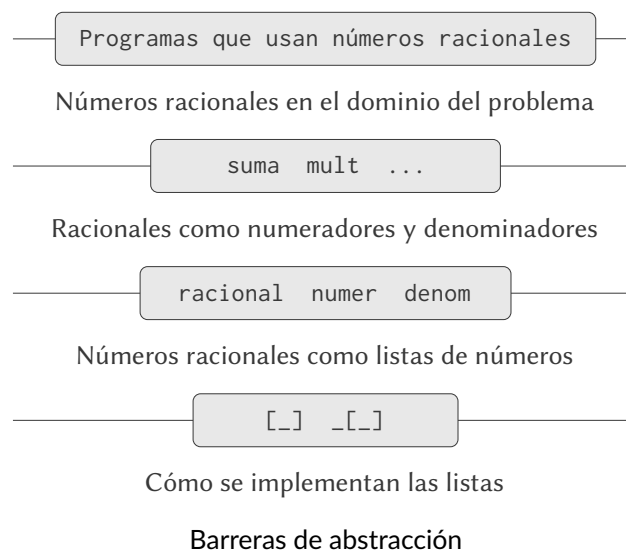 Programas que usan números racionales
Números racionales en el dominio del problema
suma mult ...
Racionales como numeradores y denominadores
racional numer denom
Números racionales como listas de números
[_] _[_]
Cómo se implementan las listas
Barreras de abstracción